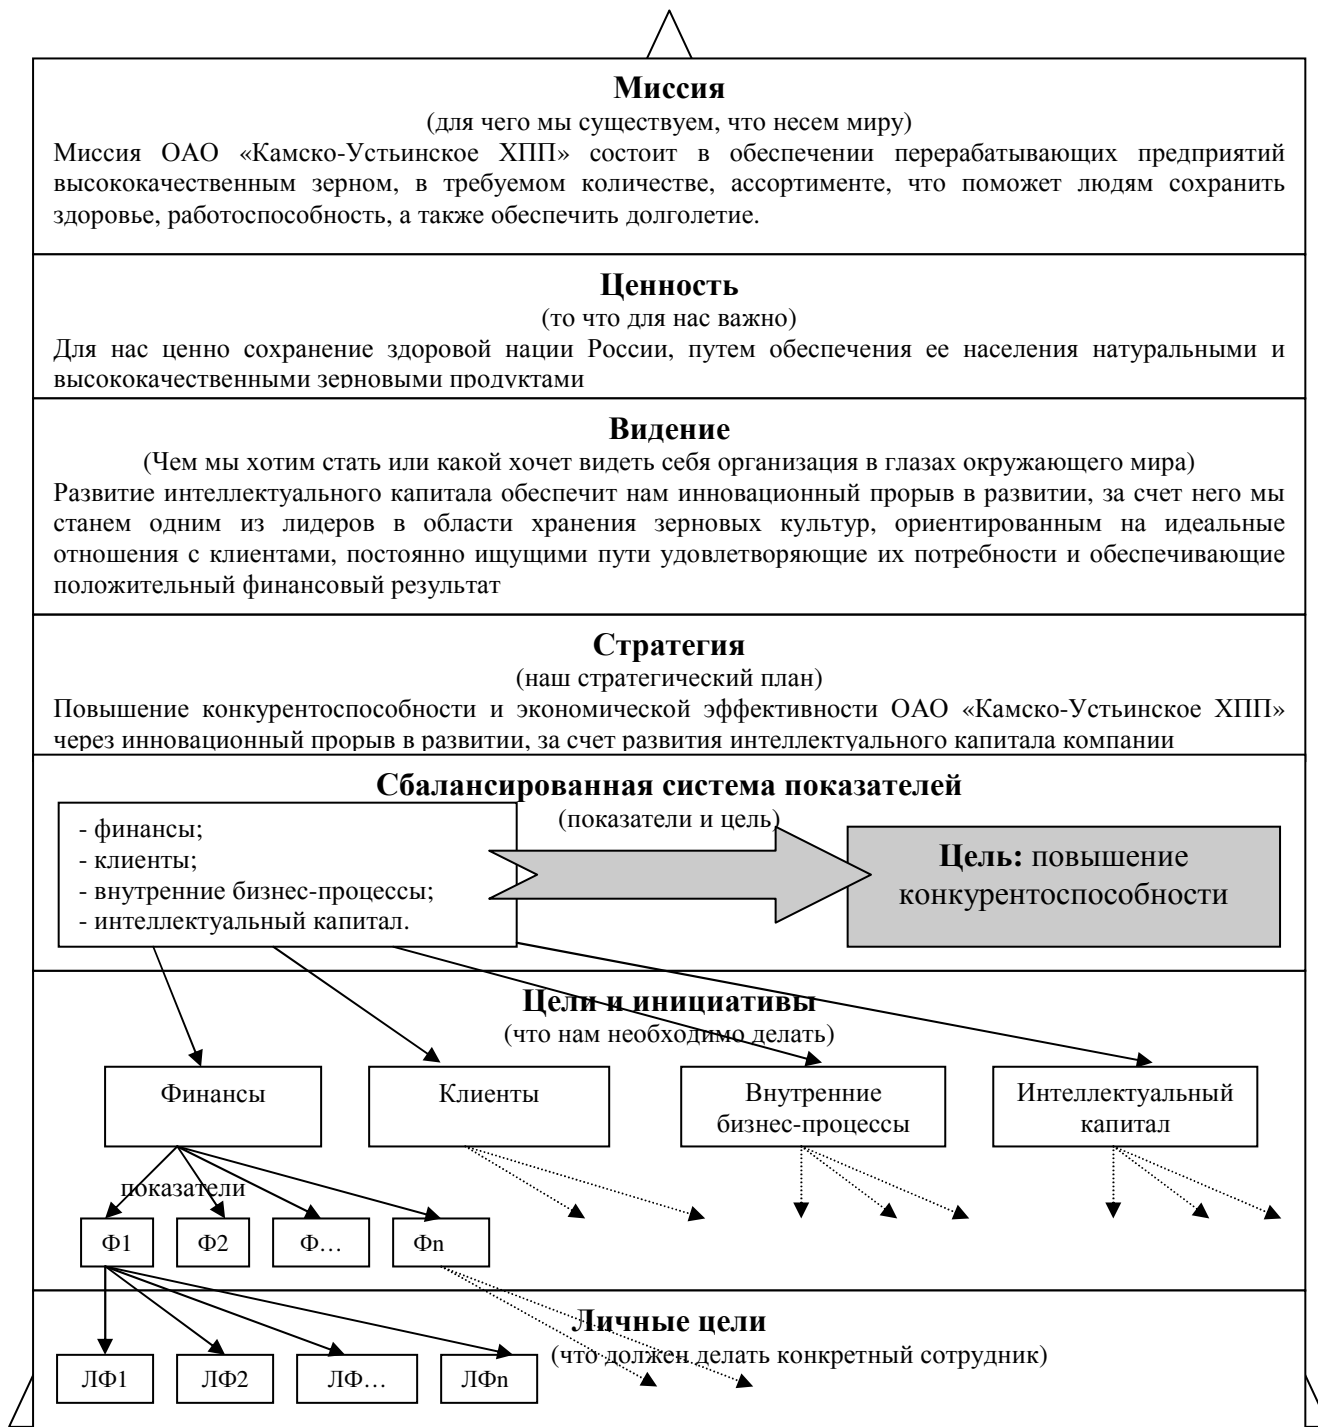 Миссия
(для чего мы существуем, что несем миру)
Миссия ОАО «Камско-Устьинское ХПП» состоит в обеспечении перерабатывающих предприятий
высококачественным зерном, в требуемом количестве, ассортименте, что поможет людям сохранить
здоровье, работоспособность, а также обеспечить долголетие.
Ценность
(то что для нас важно)
Для нас ценно сохранение здоровой нации России, путем обеспечения ее населения натуральными и
высококачественными зерновыми продуктами
Видение
(Чем мы хотим стать или какой хочет видеть себя организация в глазах окружающего мира)
Развитие интеллектуального капитала обеспечит нам инновационный прорыв в развитии, за счет него мы
станем одним из лидеров в области хранения зерновых культур, ориентированным на идеальные
отношения с клиентами, постоянно ищущими пути удовлетворяющие их потребности и обеспечивающие
положительный финансовый результат
Стратегия
(наш стратегический план)
Повышение конкурентоспособности и экономической эффективности ОАО «Камско-Устьинское ХПП»
через инновационный прорыв в развитии, за счет развития интеллектуального капитала компании
Сбалансированная система показателей
(показатели и цель)
- финансы;
- клиенты;
- внутренние бизнес-процессы;
- интеллектуальный капитал.
Цель: повышение
конкурентоспособности
Цели и инициативы
(что нам необходимо делать)
Финансы
Клиенты
Внутренние
бизнес-процессы
Интеллектуальный
капитал
показатели
Ф1
Ф2
Ф…
Фn
Личные цели
(что должен делать конкретный сотрудник)
ЛФ1
ЛФ2
ЛФ…
ЛФn